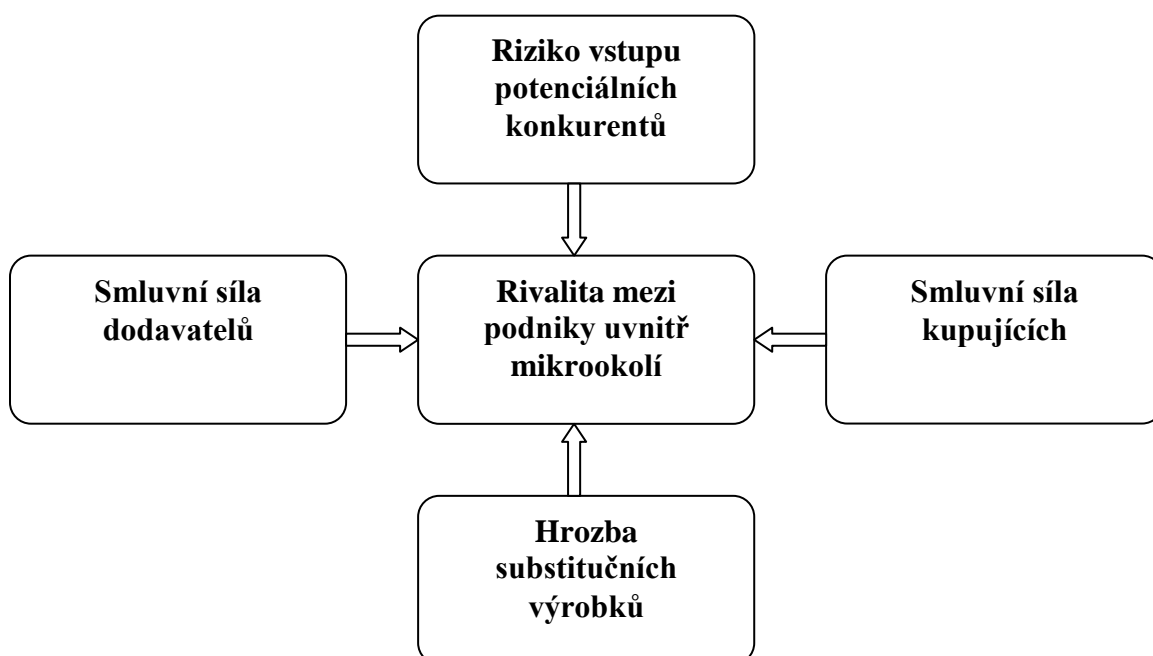 Riziko vstupu
potenciálních
konkurentů
Smluvní síla
dodavatelů
Rivalita mezi
podniky uvnitř
mikrookolí
Smluvní síla
kupujících
Hrozba
substitučních
výrobků